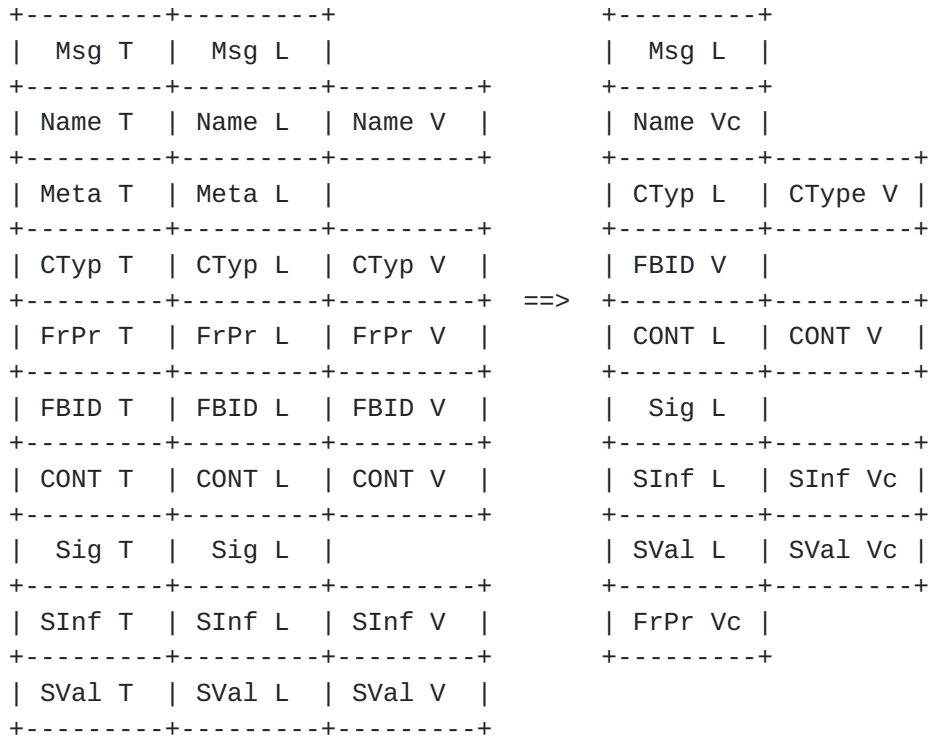 +---------+---------+                 +---------+
|  Msg T  |  Msg L  |                 |  Msg L  |
+---------+---------+---------+       +---------+
| Name T  | Name L  | Name V  |       | Name Vc |
+---------+---------+---------+       +---------+---------+
| Meta T  | Meta L  |                 | CTyp L  | CType V |
+---------+---------+---------+       +---------+---------+
| CTyp T  | CTyp L  | CTyp V  |       | FBID V  |
+---------+---------+---------+  ==>  +---------+---------+
| FrPr T  | FrPr L  | FrPr V  |       | CONT L  | CONT V  |
+---------+---------+---------+       +---------+---------+
| FBID T  | FBID L  | FBID V  |       |  Sig L  |
+---------+---------+---------+       +---------+---------+
| CONT T  | CONT L  | CONT V  |       | SInf L  | SInf Vc |
+---------+---------+---------+       +---------+---------+
|  Sig T  |  Sig L  |                 | SVal L  | SVal Vc |
+---------+---------+---------+       +---------+---------+
| SInf T  | SInf L  | SInf V  |       | FrPr Vc |
+---------+---------+---------+       +---------+
| SVal T  | SVal L  | SVal V  |
+---------+---------+---------+